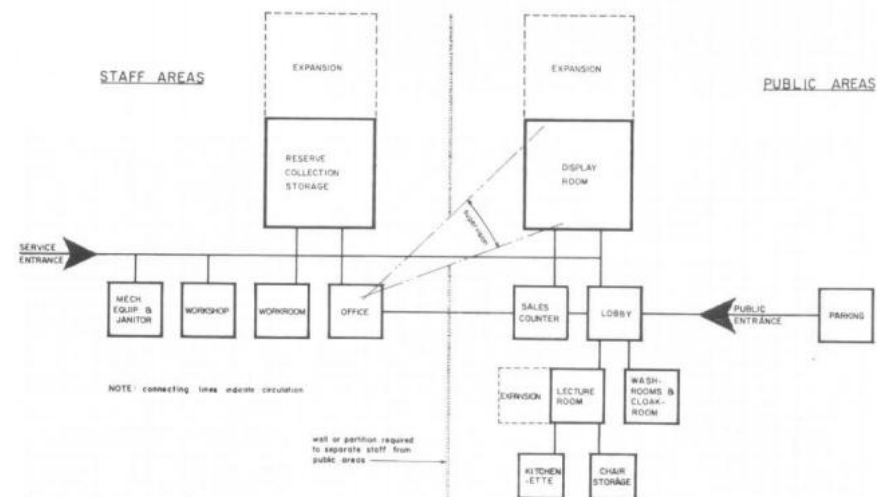 EXPANSION
EXPANSION
STAFF AREAS
PUBLIC AREAS
RESERVE
COLLECTION
STORAGE
DISPLAY
ROOM
Supervision
SERVICE
ENTRANCE
MECH.
EQUIP &
JANITOR
WORKSHOP
WORKROOM
OFFICE
SALES
COUNTER
LOBBY
PUBLIC
ENTRANCE
PARKING
NOTE: connecting lines indicate circulation
EXPANSION
LECTURE
ROOM
WASH-
ROOMS &
CLOAK-
ROOM
wall or partition required
to separate staff from
public areas
KITCHEN
-ETTE
CHAIR
STORAGE